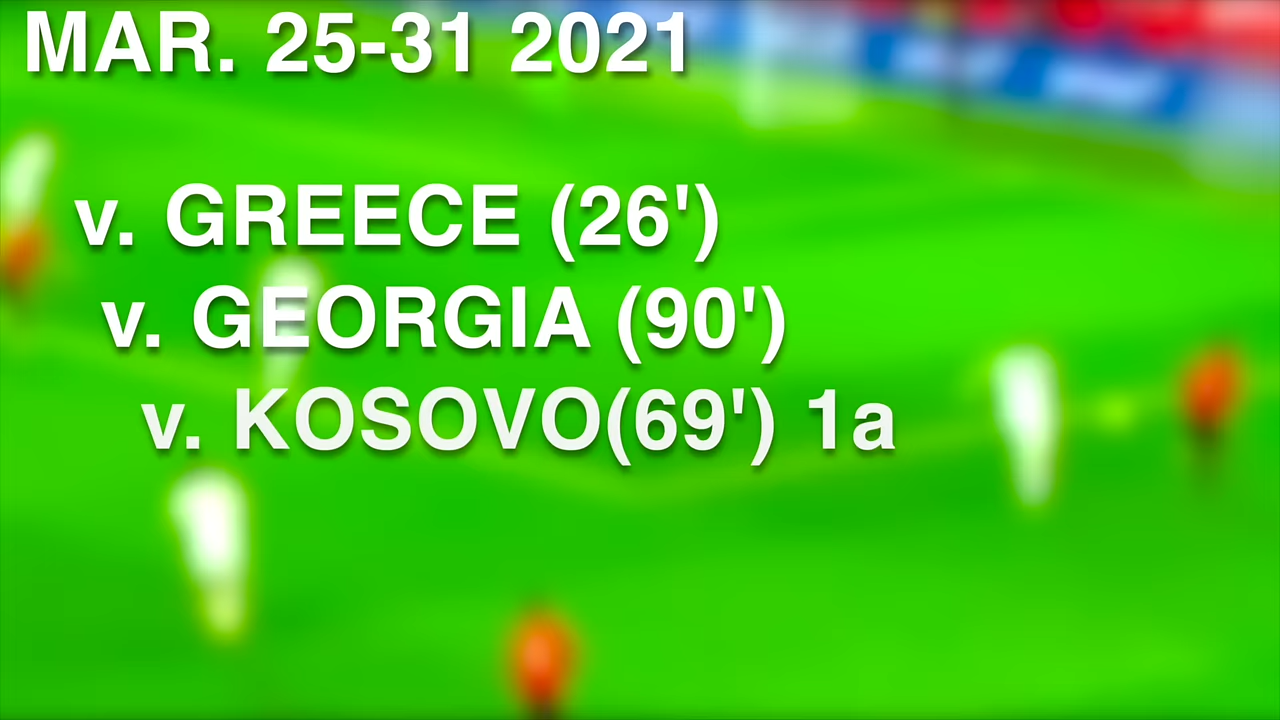 MAR. 25-31 2021
v. GREECE (26')
v. GEORGIA (90')
v. KOSOVO(69') 1a